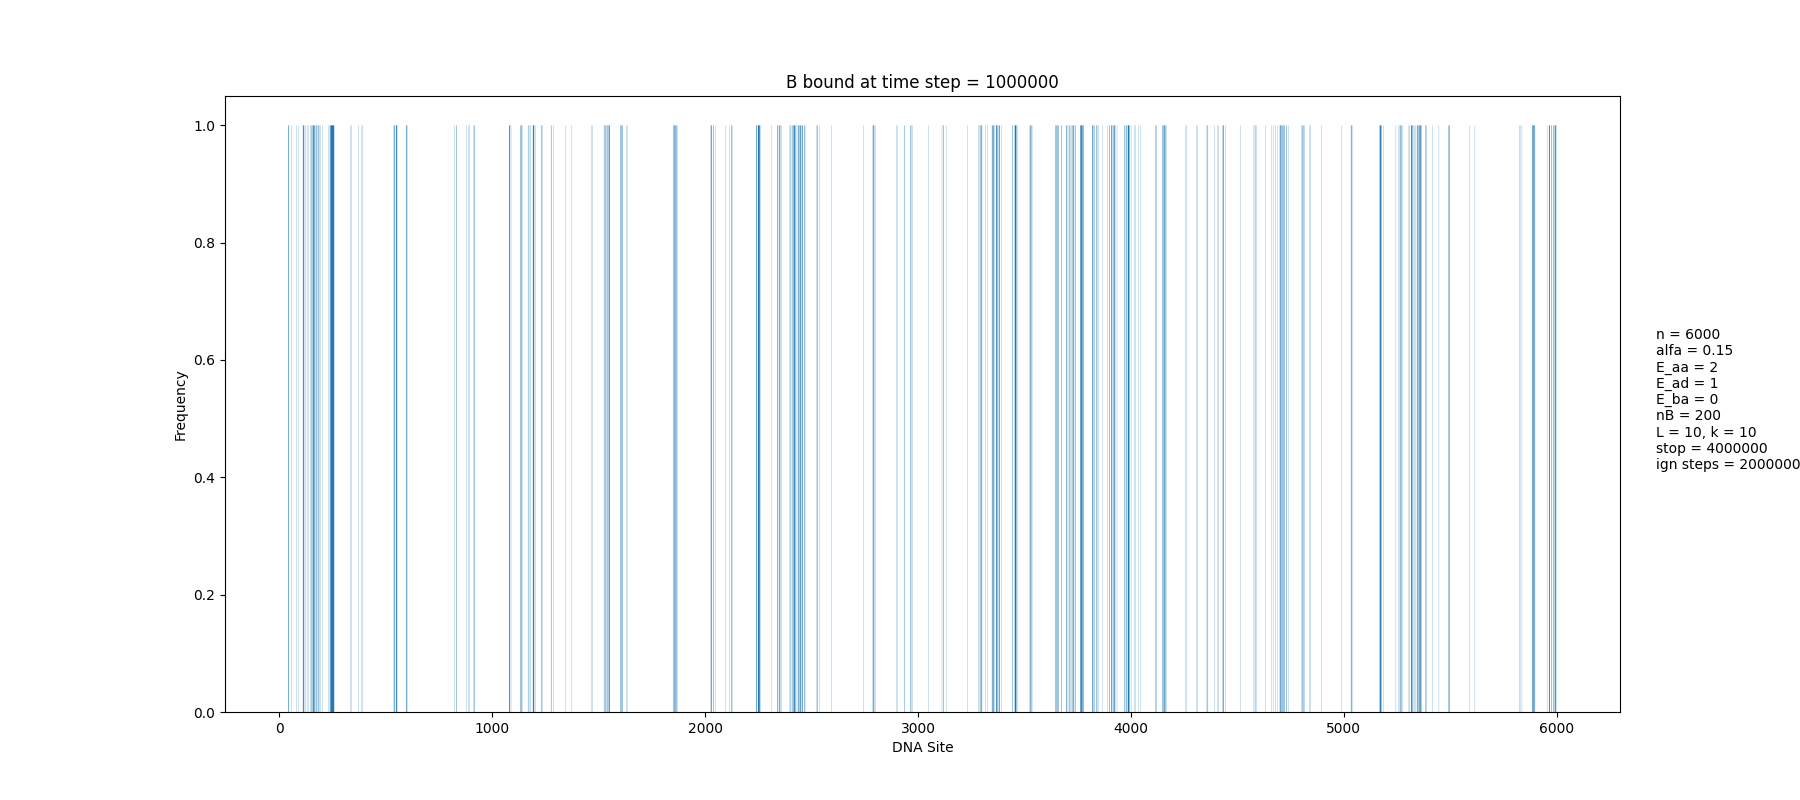 B bound at time step = 1000000
1.0
0.8
0.6
0.4
0.2
0.0
Frequency
0 1000 2000 3000 4000 5000 6000
DNA Site
n = 6000
alfa = 0.15
E_aa = 2
E_ad = 1
E_ba = 0
nB = 200
L = 10, k = 10
stop = 4000000
ign steps = 2000000